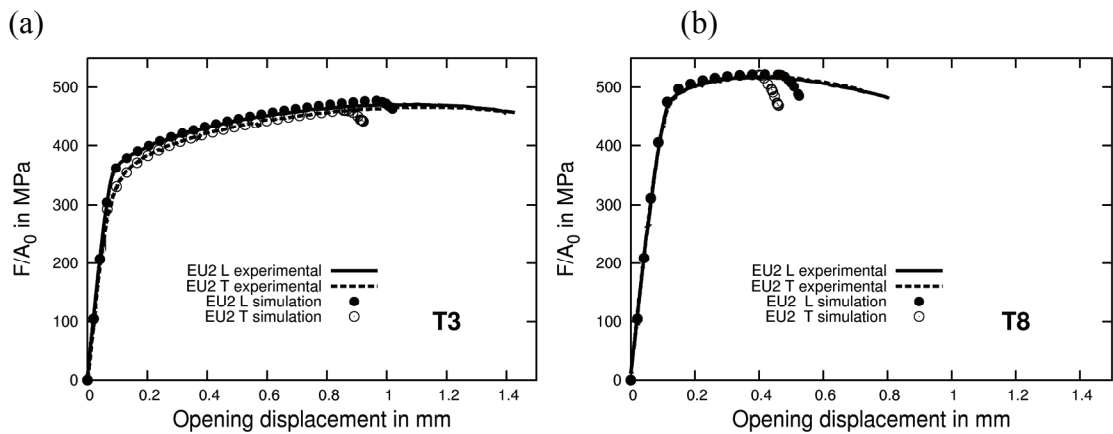 (a)
(b)
500
400
300
200
100
0
F/A0 in MPa
EU2 L experimental
EU2 T experimental
EU2 L simulation
EU2 T simulation
T3
0 0.2 0.4 0.6 0.8 1 1.2 1.4
Opening displacement in mm
500
400
300
200
100
0
F/A0 in MPa
EU2 L experimental
EU2 T experimental
EU2 L simulation
EU2 T simulation
T8
0 0.2 0.4 0.6 0.8 1 1.2 1.4
Opening displacement in mm